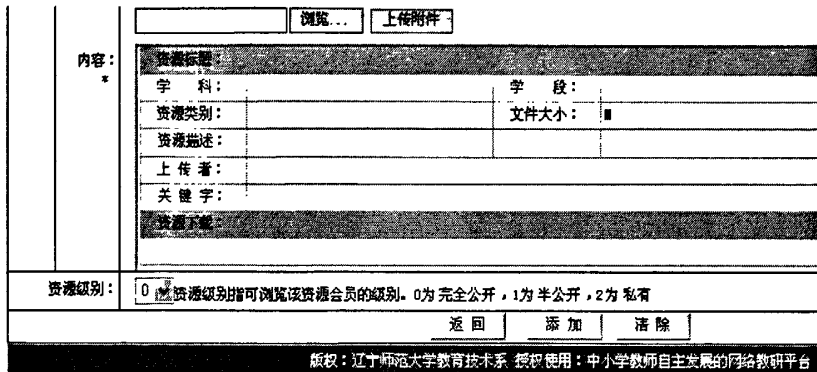 浏览... 上传附件
内容：
*
资源标题：
学 科： 学 段：
资源类别： 文件大小：
资源描述：
上 传 者：
关 键 字：
资源下载：
资源级别： 0 资源级别指可浏览该资源会员的级别。0为 完全公开，1为 半公开，2为 私有
返 回 添 加 清 除
版权：辽宁师范大学教育技术系 授权使用：中小学教师自主发展的网络教研平台